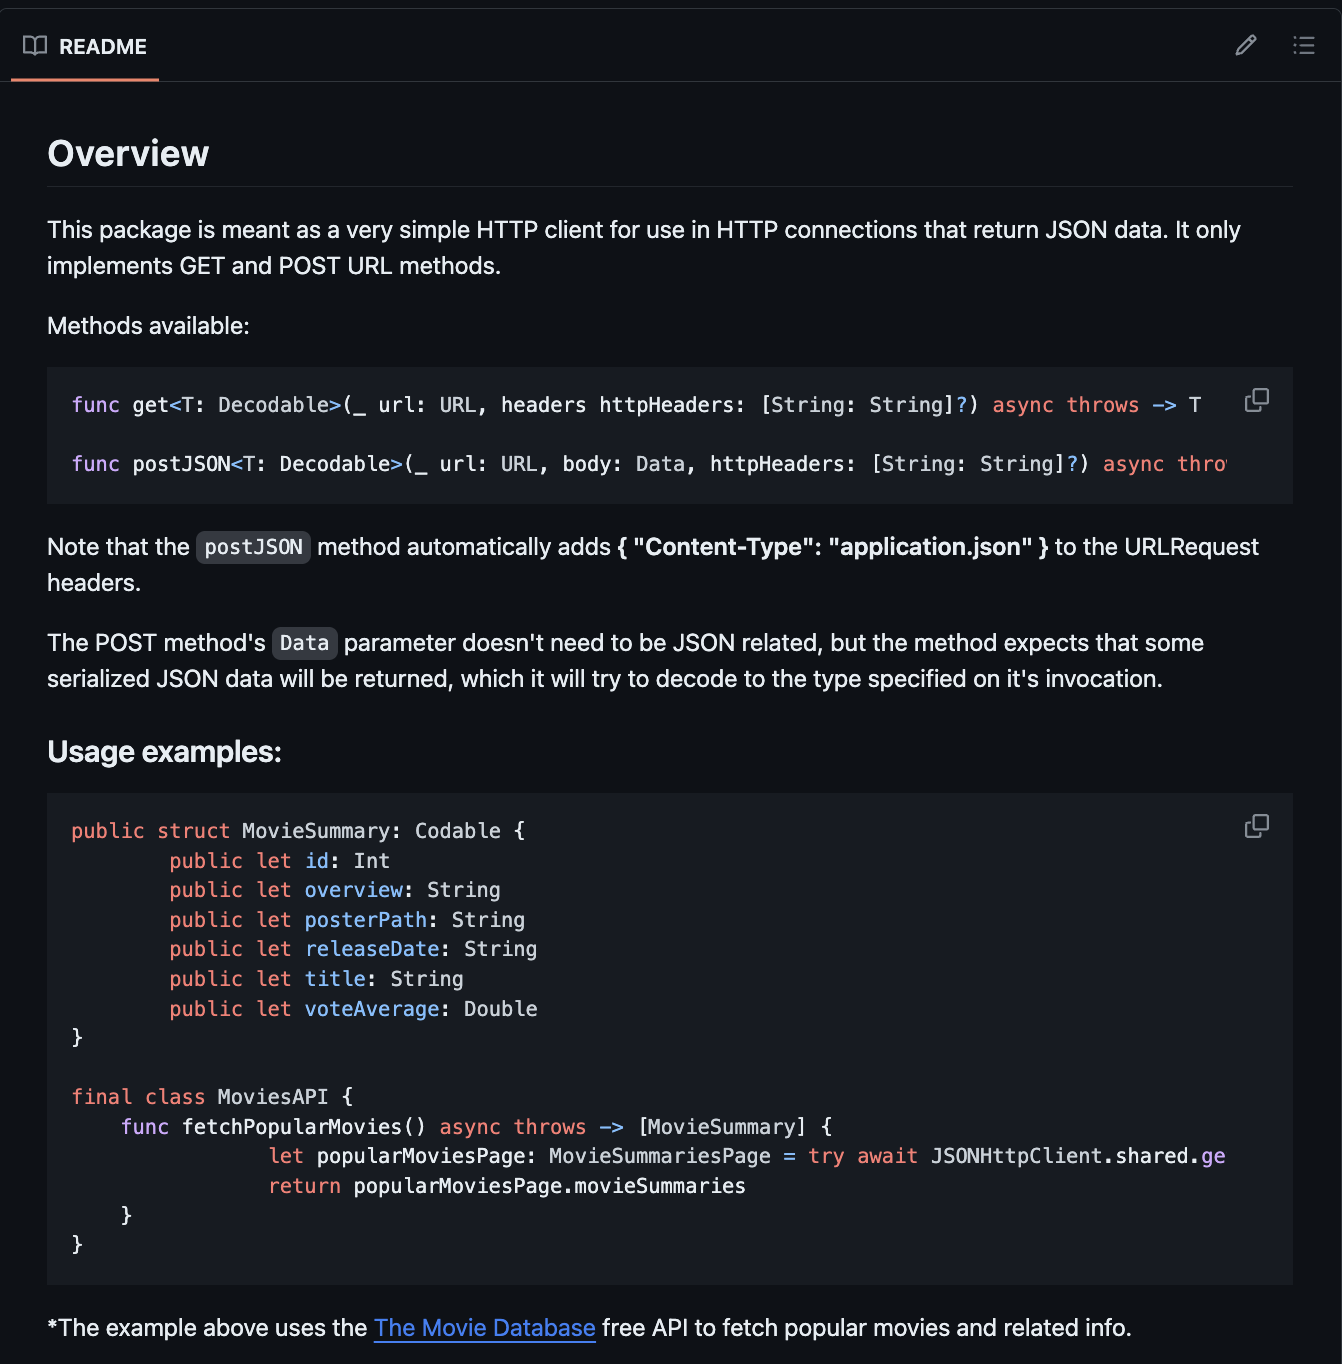 README
Overview
This package is meant as a very simple HTTP client for use in HTTP connections that return JSON data. It only
implements GET and POST URL methods.
Methods available:
func get<T: Decodable>(_ url: URL, headers httpHeaders: [String: String]?) async throws -> T
func postJSON<T: Decodable>(_ url: URL, body: Data, httpHeaders: [String: String]?) async thro
Note that the postJSON method automatically adds { "Content-Type": "application.json" } to the URLRequest
headers.
The POST method's Data parameter doesn't need to be JSON related, but the method expects that some
serialized JSON data will be returned, which it will try to decode to the type specified on it's invocation.
Usage examples:
public struct MovieSummary: Codable {
        public let id: Int
        public let overview: String
        public let posterPath: String
        public let releaseDate: String
        public let title: String
        public let voteAverage: Double
}
final class MoviesAPI {
    func fetchPopularMovies() async throws -> [MovieSummary] {
                let popularMoviesPage: MovieSummariesPage = try await JSONHttpClient.shared.ge
                return popularMoviesPage.movieSummaries
    }
}
*The example above uses the The Movie Database free API to fetch popular movies and related info.